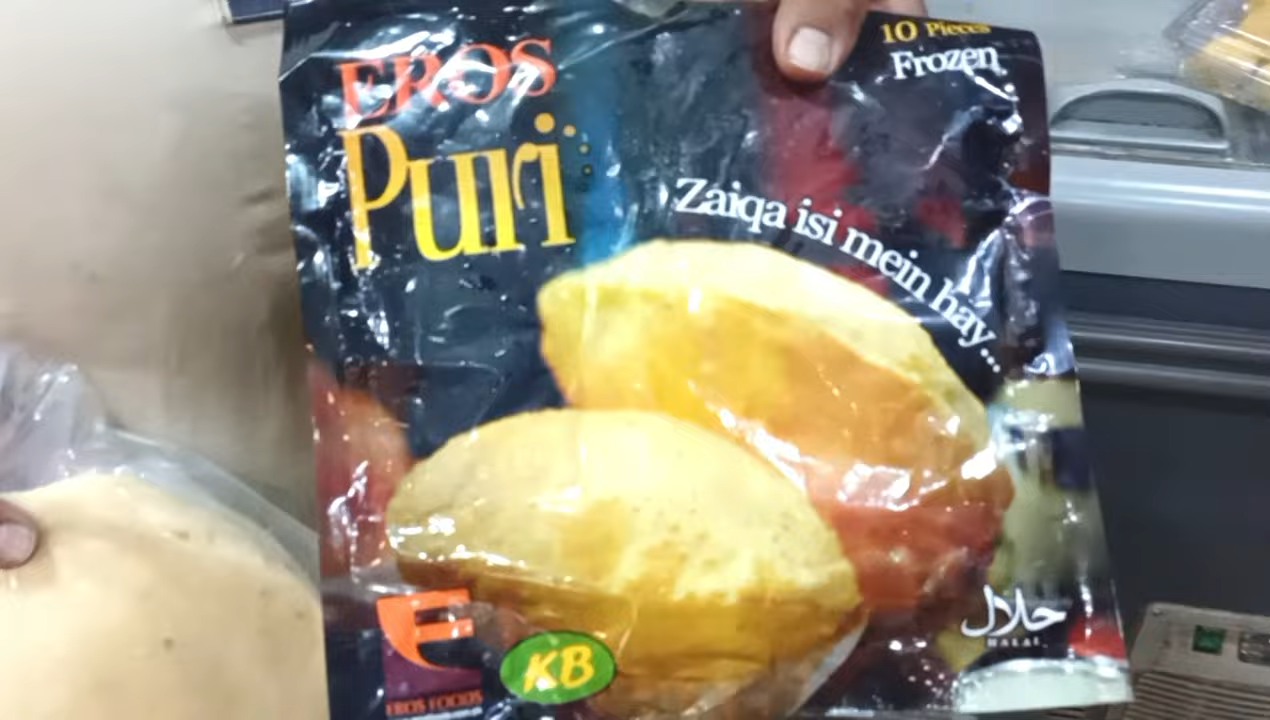 EROS
Puri
10 Pieces
Frozen
Zaiqa isi mein hay...
EROS FOODS
KB
حلال
HALAL